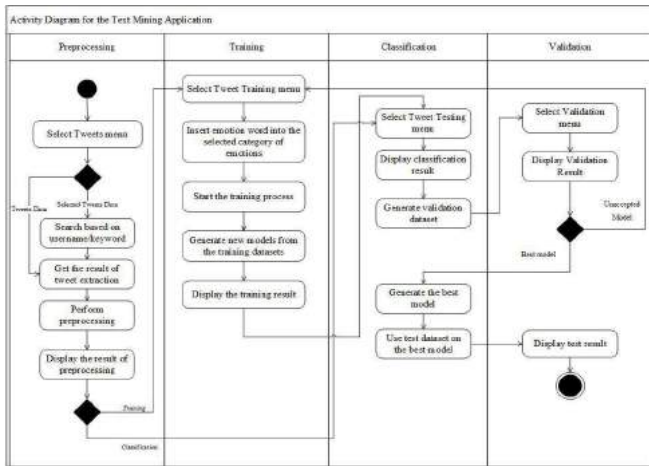 Activity Diagram for the Test Mining Application
Preprocessing
Training
Classification
Validation
Select Tweets menu
Tweets Data
Selected Tweets Data
Search based on
username/keyword
Get the result of
tweet extraction
Perform
preprocessing
Display the result of
preprocessing
Training
Classification
Select Tweet Training menu
Insert emotion word into the
selected category of
emotions
Start the training process
Generate new models from
the training datasets
Display the training result
Select Tweet Testing
menu
Display classification
result
Generate validation
dataset
Generate the best
model
Use test dataset on
the best model
Select Validation
menu
Display Validation
Result
Unaccepted
Model
Best model
Display test result